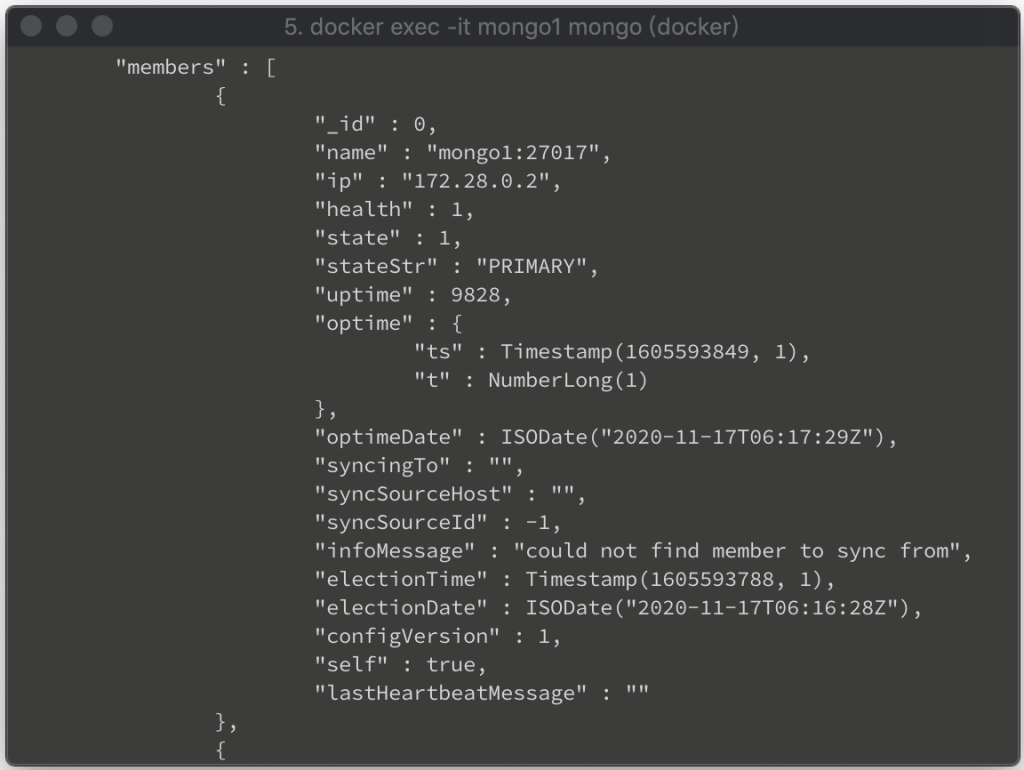 5. docker exec -it mongo1 mongo (docker)
"members" : [
{
"_id" : 0,
"name" : "mongo1:27017",
"ip" : "172.28.0.2",
"health" : 1,
"state" : 1,
"stateStr" : "PRIMARY",
"uptime" : 9828,
"optime" : {
"ts" : Timestamp(1605593849, 1),
"t" : NumberLong(1)
},
"optimeDate" : ISODate("2020-11-17T06:17:29Z"),
"syncingTo" : "",
"syncSourceHost" : "",
"syncSourceId" : -1,
"infoMessage" : "could not find member to sync from",
"electionTime" : Timestamp(1605593788, 1),
"electionDate" : ISODate("2020-11-17T06:16:28Z"),
"configVersion" : 1,
"self" : true,
"lastHeartbeatMessage" : ""
},
{